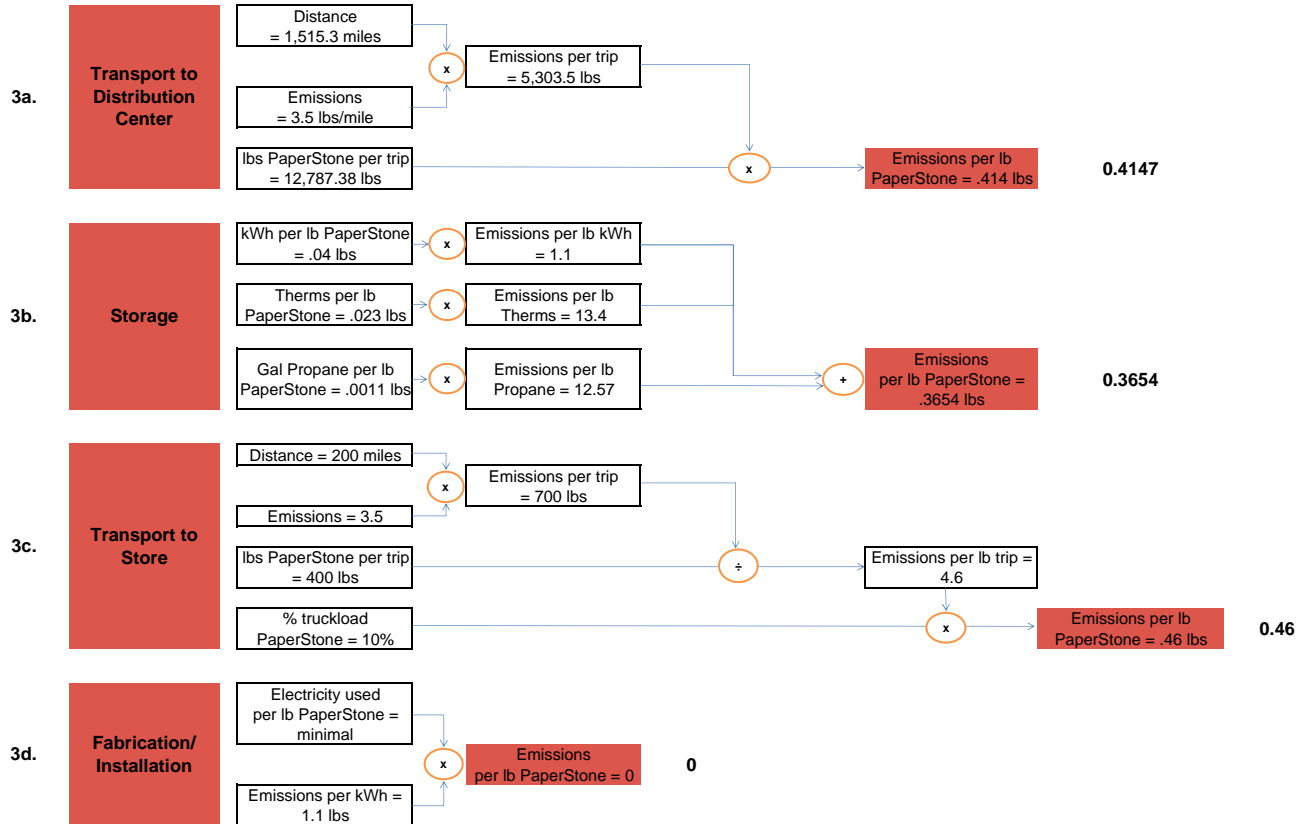 3a.
Transport to
Distribution
Center
Distance
= 1,515.3 miles
Emissions
= 3.5 lbs/mile
x
Emissions per trip
= 5,303.5 lbs
lbs PaperStone per trip
= 12,787.38 lbs
x
Emissions per lb
PaperStone = .414 lbs
0.4147
3b.
Storage
kWh per lb PaperStone
= .04 lbs
x
Emissions per lb kWh
= 1.1
Therms per lb
PaperStone = .023 lbs
x
Emissions per lb
Therms = 13.4
Gal Propane per lb
PaperStone = .0011 lbs
x
Emissions per lb
Propane = 12.57
+
Emissions
per lb PaperStone =
.3654 lbs
0.3654
3c.
Transport to
Store
Distance = 200 miles
Emissions = 3.5
x
Emissions per trip
= 700 lbs
lbs PaperStone per trip
= 400 lbs
÷
Emissions per lb trip =
4.6
% truckload
PaperStone = 10%
x
Emissions per lb
PaperStone = .46 lbs
0.46
3d.
Fabrication/
Installation
Electricity used
per lb PaperStone =
minimal
Emissions per kWh =
1.1 lbs
x
Emissions
per lb PaperStone = 0
0